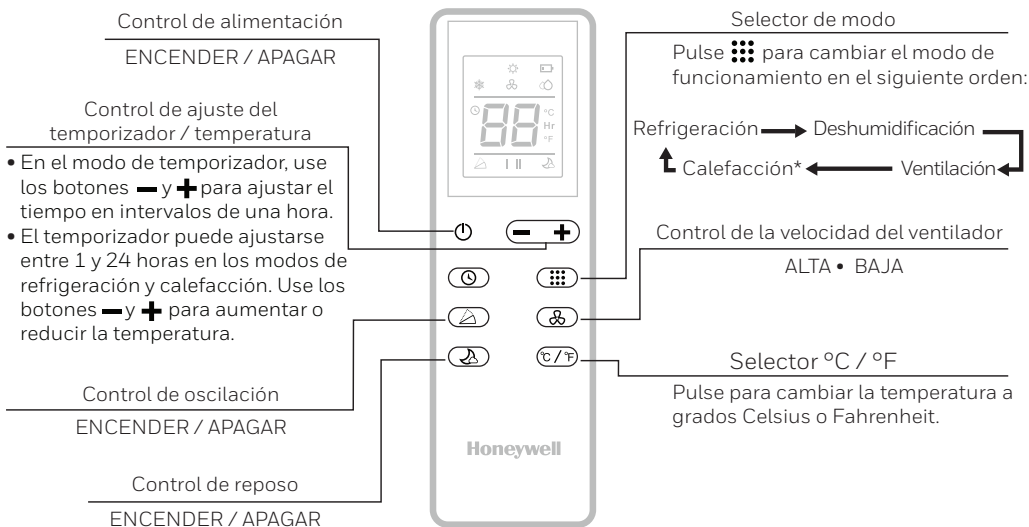 Control de alimentación
ENCENDER / APAGAR
Control de ajuste del
temporizador / temperatura
• En el modo de temporizador, use
los botones − y + para ajustar el
tiempo en intervalos de una hora.
• El temporizador puede ajustarse
entre 1 y 24 horas en los modos de
refrigeración y calefacción. Use los
botones − y + para aumentar o
reducir la temperatura.
Control de oscilación
ENCENDER / APAGAR
Control de reposo
ENCENDER / APAGAR
88
°C
Hr
°F
I II
− +
°C / °F
Honeywell
Selector de modo
Pulse para cambiar el modo de
funcionamiento en el siguiente orden:
Refrigeración Deshumidificación
Calefacción* Ventilación
Control de la velocidad del ventilador
ALTA • BAJA
Selector °C / °F
Pulse para cambiar la temperatura a
grados Celsius o Fahrenheit.